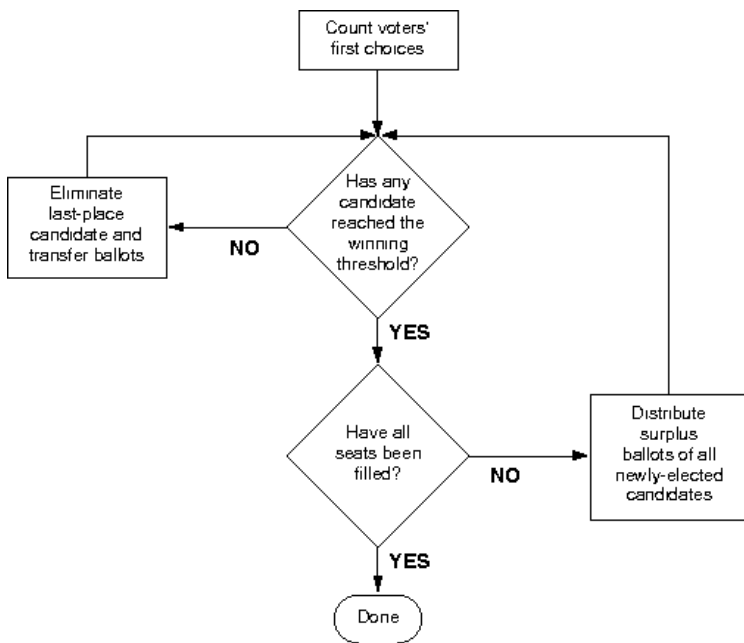 Count voters'
first choices
Has any
candidate
reached the
winning
threshold?
NO
Eliminate
last-place
candidate and
transfer ballots
YES
Have all
seats been
filled?
NO
Distribute
surplus
ballots of all
newly-elected
candidates
YES
Done